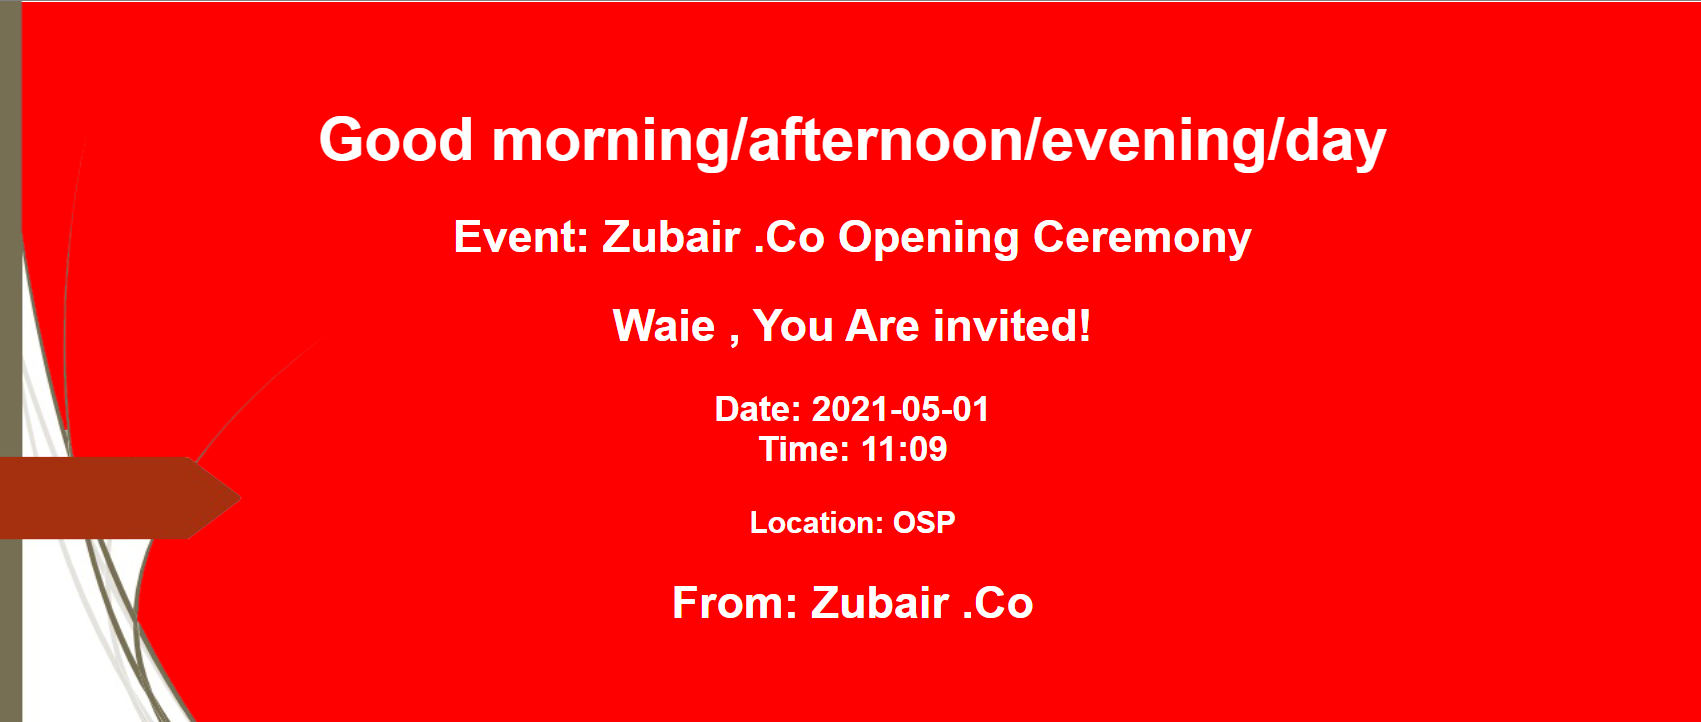 Good morning/afternoon/evening/day
Event: Zubair .Co Opening Ceremony
Waie , You Are invited!
Date: 2021-05-01
Time: 11:09
Location: OSP
From: Zubair .Co